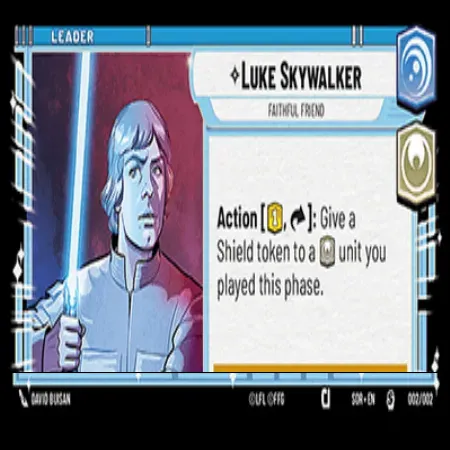 LEADER
LUKE SKYWALKER
FAITHFUL FRIEND
Action [1, ]: Give a
Shield token to a unit you
played this phase.
DAVID BUISAN
©LFL ©FFG
SOR • EN
002/002